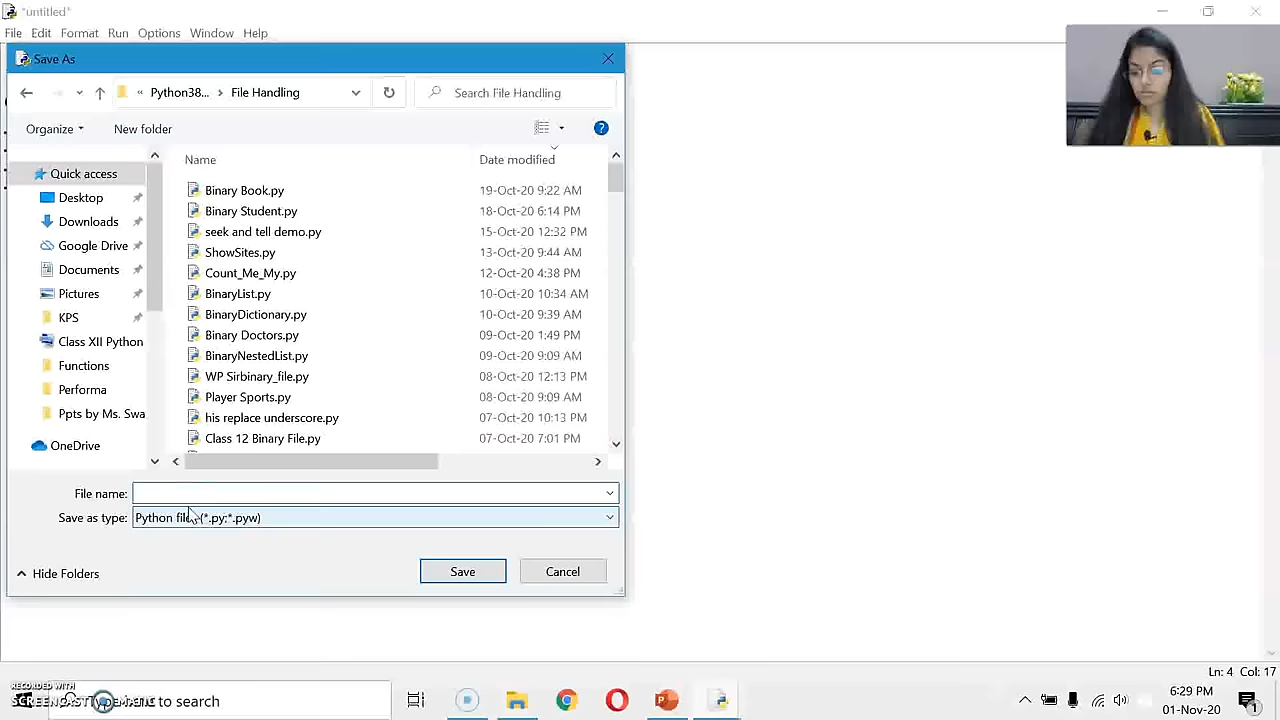 *untitled*
File Edit Format Run Options Window Help
Save As
« Python38... › File Handling
Search File Handling
Organize
New folder
Name
Date modified
Quick access
Desktop
Downloads
Google Drive
Documents
Pictures
KPS
Class XII Python
Functions
Performa
Ppts by Ms. Swa
OneDrive
Binary Book.py 19-Oct-20 9:22 AM
Binary Student.py 18-Oct-20 6:14 PM
seek and tell demo.py 15-Oct-20 12:32 PM
ShowSites.py 13-Oct-20 9:44 AM
Count_Me_My.py 12-Oct-20 4:38 PM
BinaryList.py 10-Oct-20 10:34 AM
BinaryDictionary.py 10-Oct-20 9:39 AM
Binary Doctors.py 09-Oct-20 1:49 PM
BinaryNestedList.py 09-Oct-20 9:09 AM
WP Sirbinary_file.py 08-Oct-20 12:13 PM
Player Sports.py 08-Oct-20 9:09 AM
his replace underscore.py 07-Oct-20 10:13 PM
Class 12 Binary File.py 07-Oct-20 7:01 PM
File name:
Save as type: Python fil (*.py;*.pyw)
Hide Folders
Save
Cancel
Ln: 4 Col: 17
RECORDED WITH
SCREENCAST MATIC
to search
6:29 PM
01-Nov-20
1